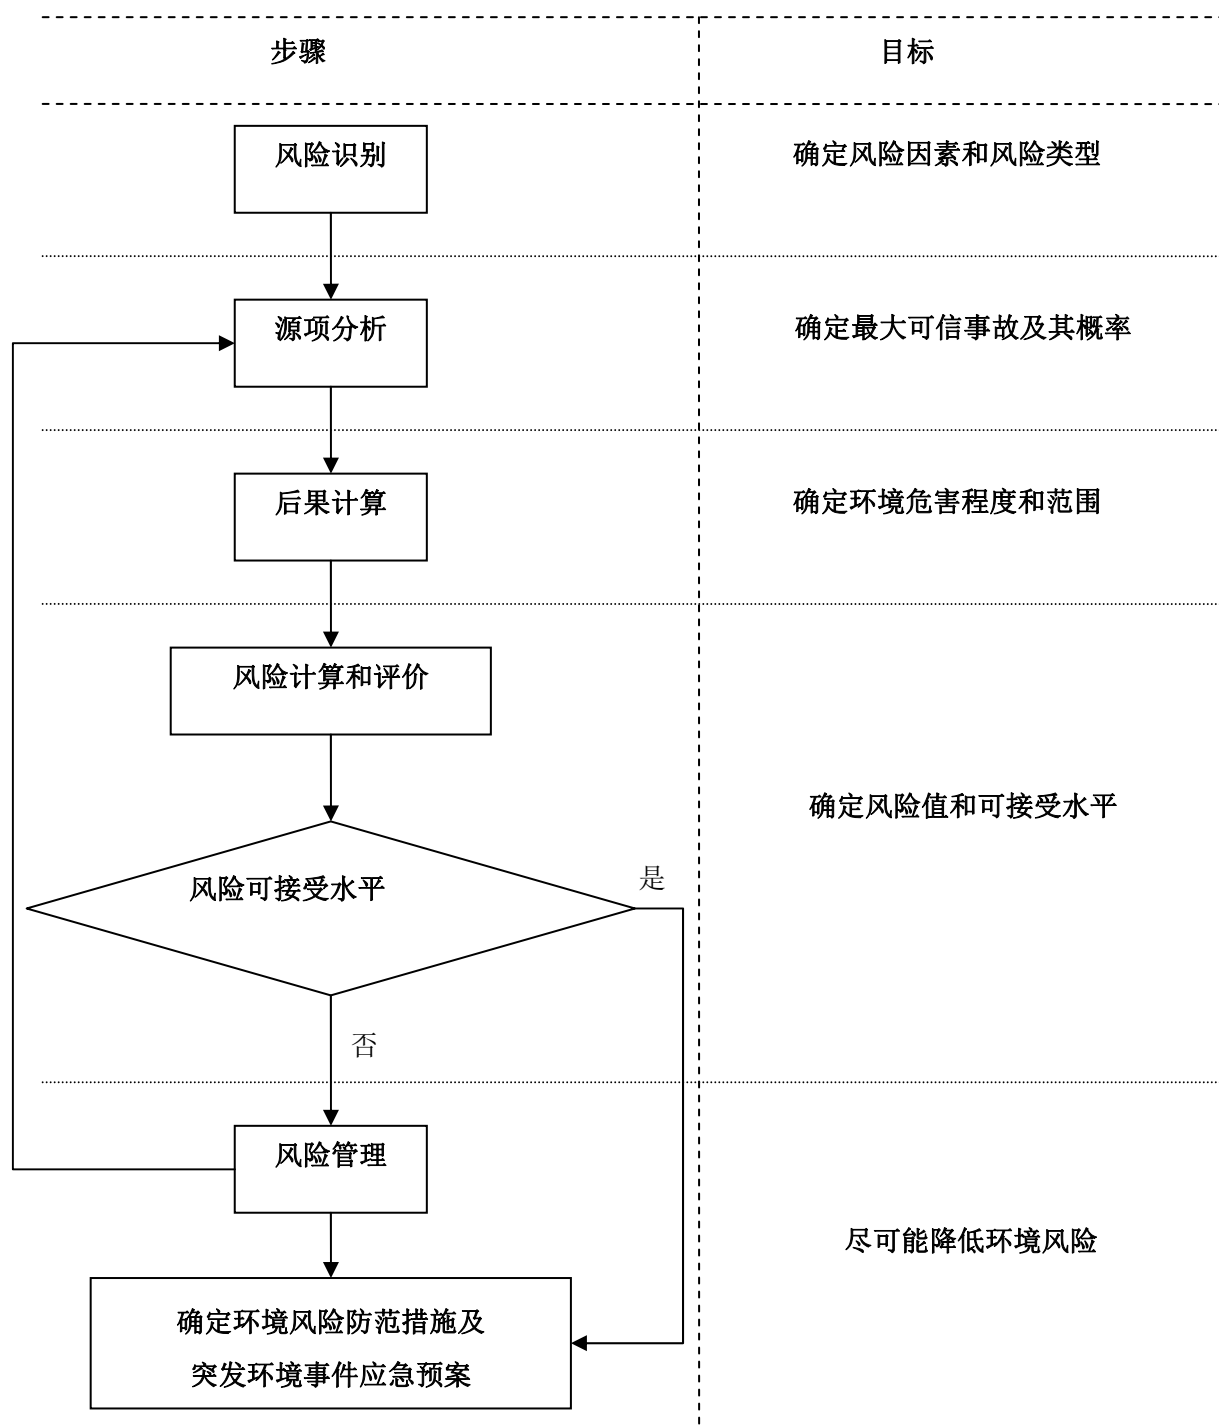 步骤
目标
风险识别
确定风险因素和风险类型
源项分析
确定最大可信事故及其概率
后果计算
确定环境危害程度和范围
风险计算和评价
确定风险值和可接受水平
风险可接受水平
是
否
风险管理
尽可能降低环境风险
确定环境风险防范措施及
突发环境事件应急预案